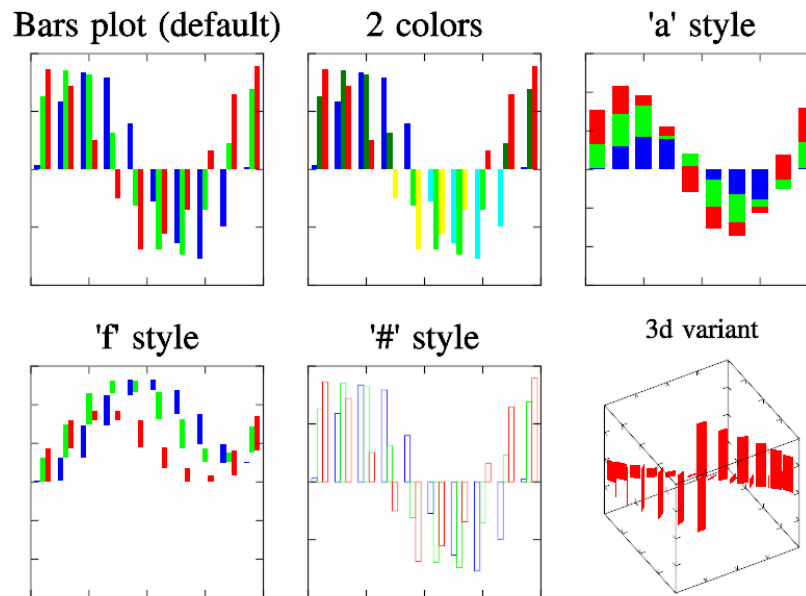 Bars plot (default)
2 colors
'a' style
'f' style
'#' style
3d variant